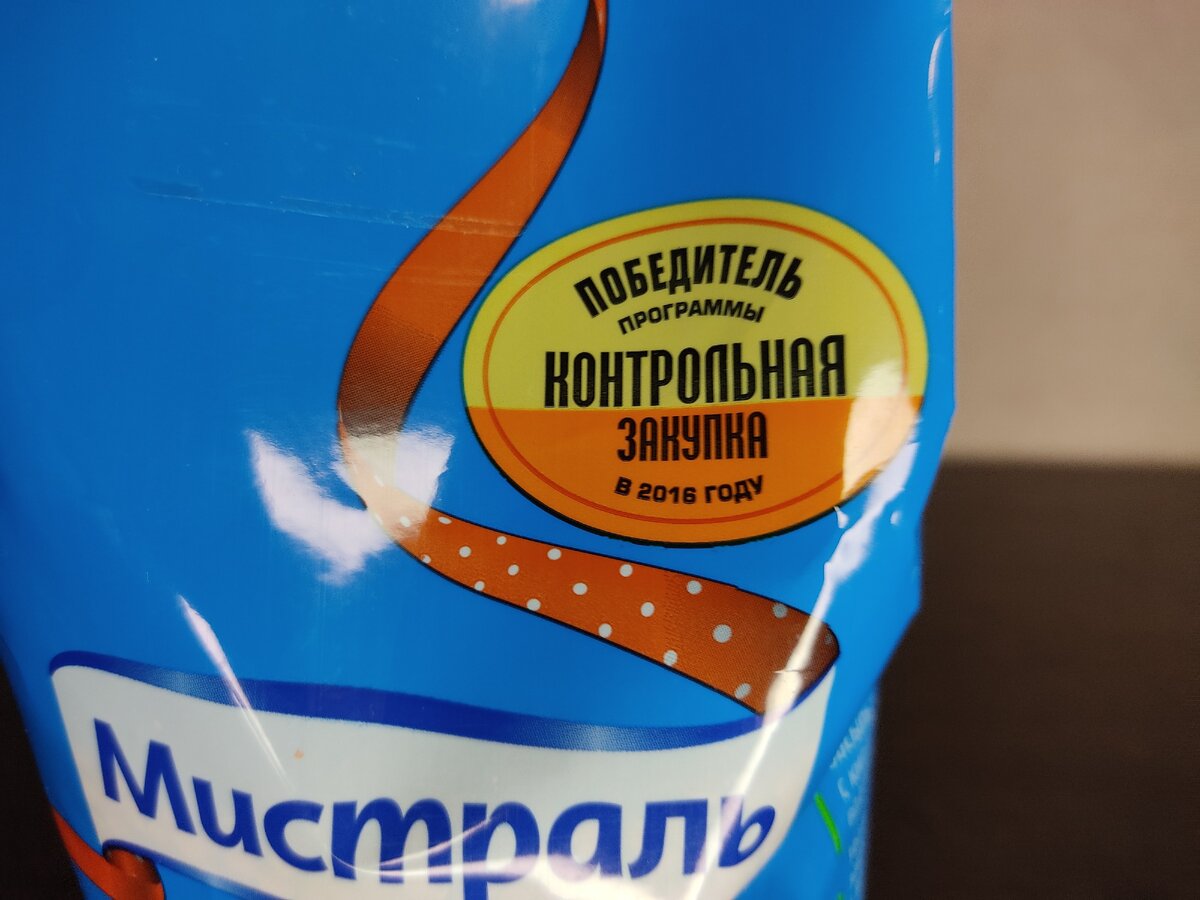 ПОБЕДИТЕЛЬ
ПРОГРАММЫ
КОНТРОЛЬНАЯ
ЗАКУПКА
В 2016 ГОДУ
Мистраль